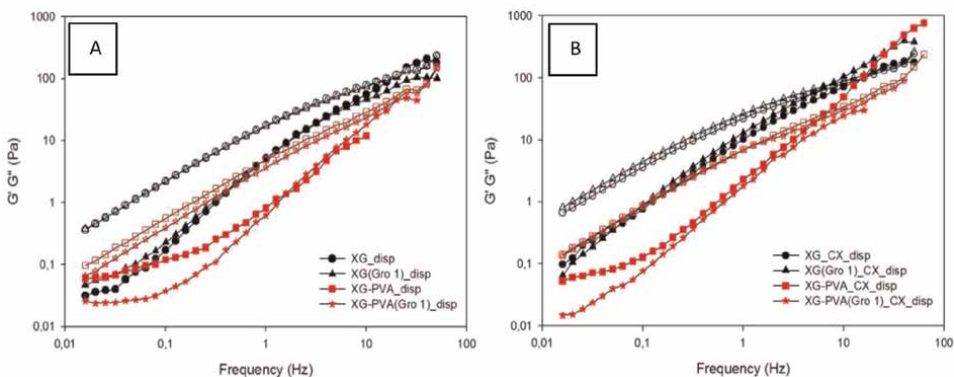 A
G' G" (Pa)
1000
100
10
1
0,1
0,01
0,01
0,1
1
10
100
Frequency (Hz)
XG_disp
XG(Gro 1)_disp
XG-PVA_disp
XG-PVA(Gro 1)_disp
B
G' G" (Pa)
1000
100
10
1
0,1
0,01
0,01
0,1
1
10
100
Frequency (Hz)
XG_CX_disp
XG(Gro 1)_CX_disp
XG-PVA_CX_disp
XG-PVA(Gro 1)_CX_disp